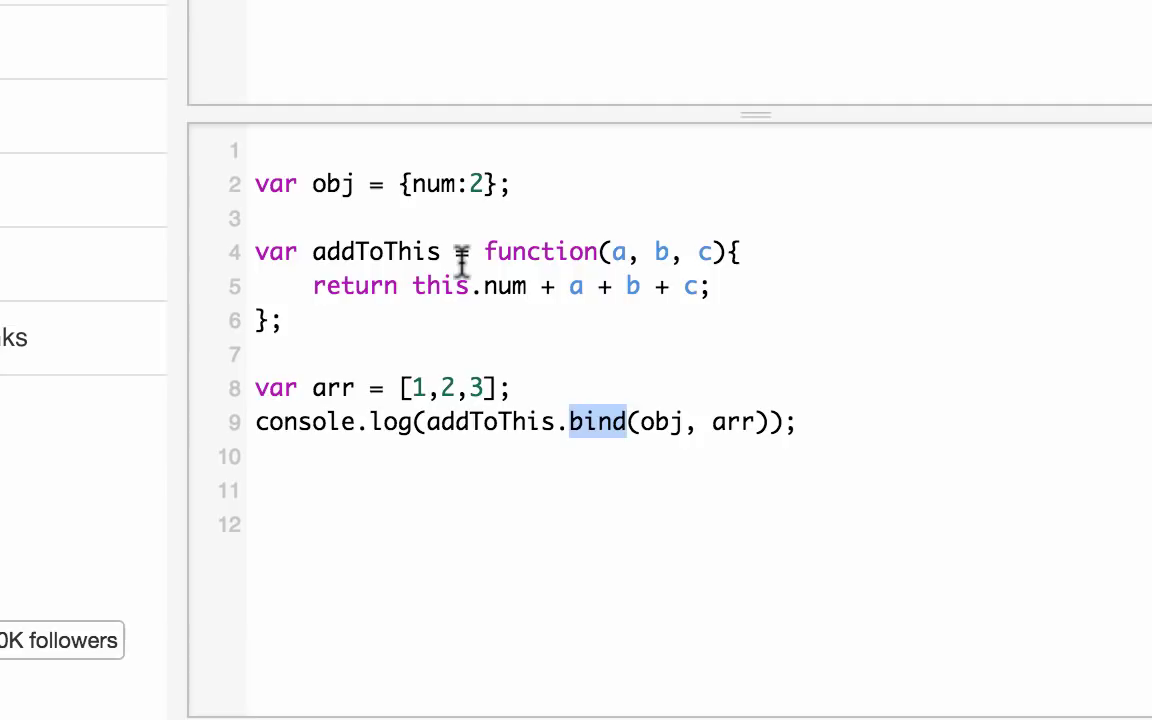 1
2 var obj = {num:2};
3
4 var addToThis = function(a, b, c){
5     return this.num + a + b + c;
6 };
7
8 var arr = [1,2,3];
9 console.log(addToThis.bind(obj, arr));
10
11
12
ks
0K followers